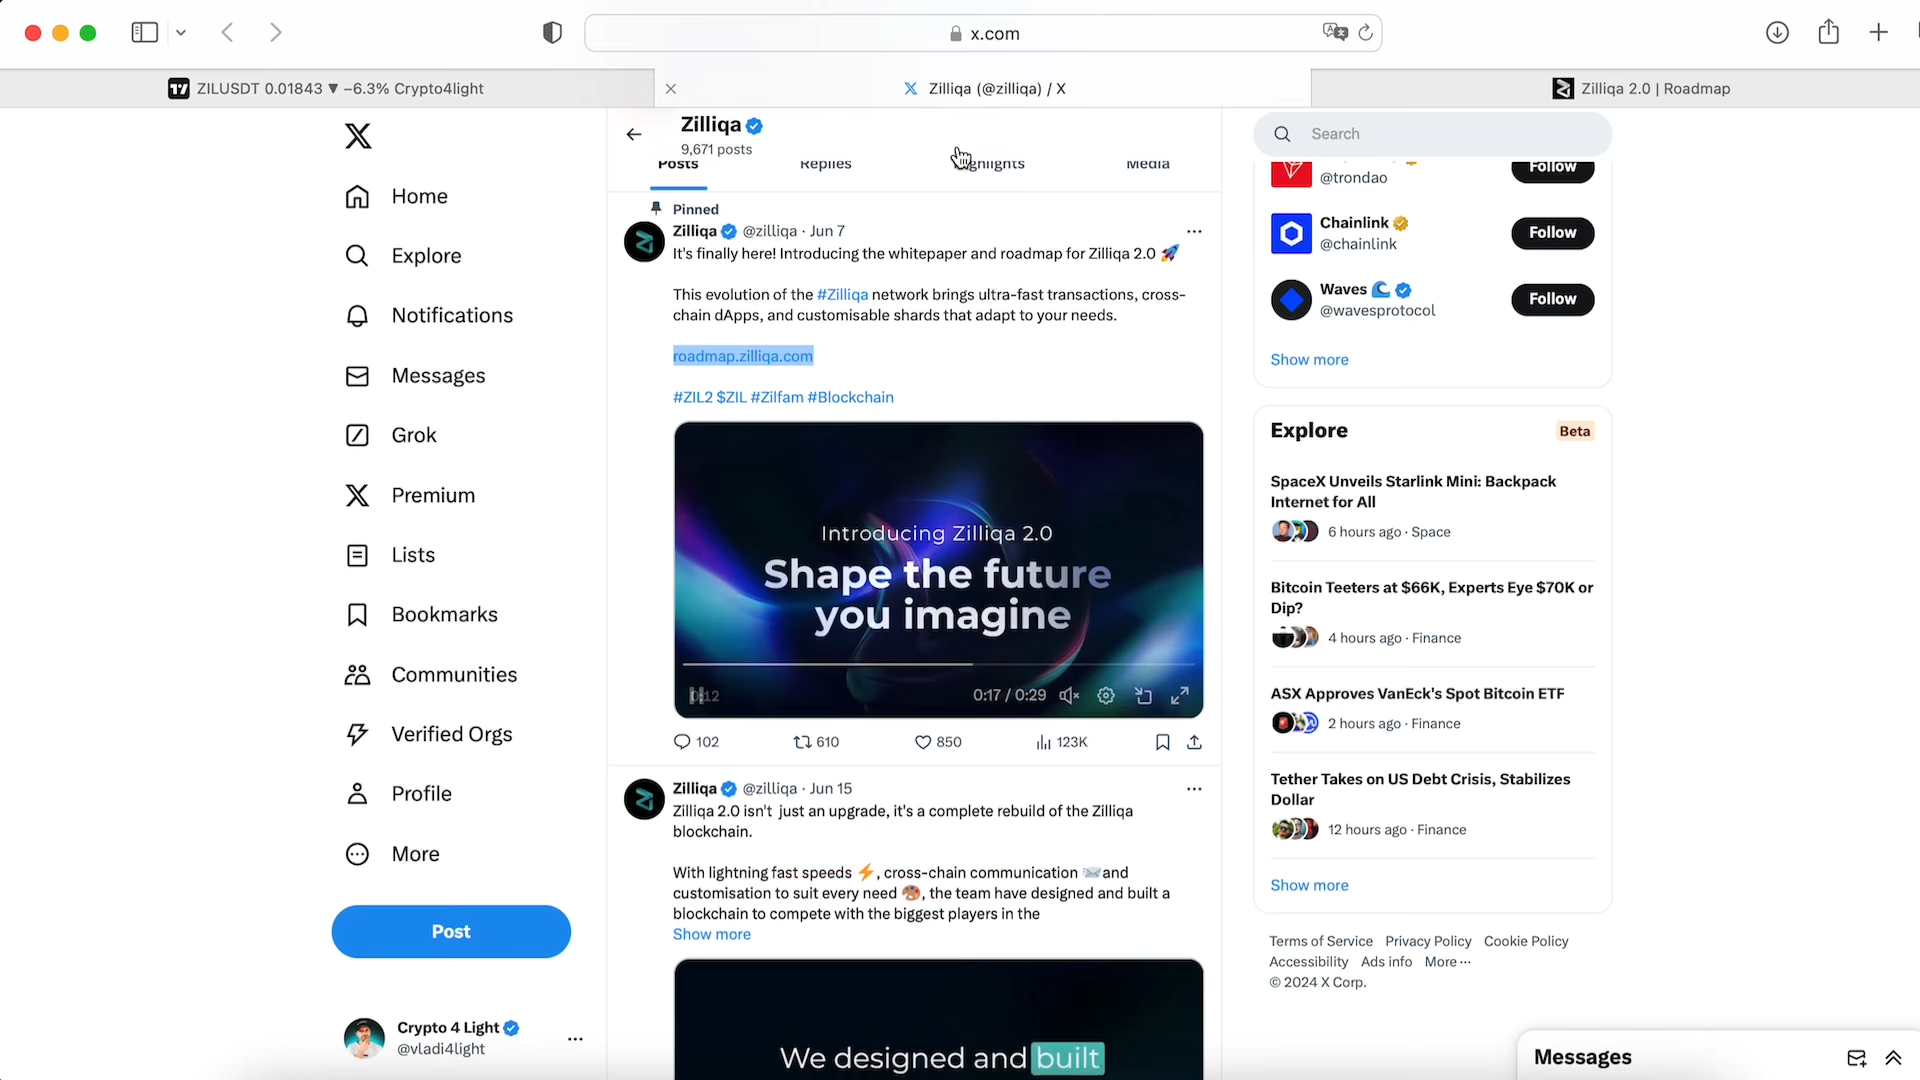 x.com
ZILUSDT 0.01843 ▼ −6.3% Crypto4light
Zilliqa (@zilliqa) / X
Zilliqa 2.0 | Roadmap
Home
Explore
Notifications
Messages
Grok
Premium
Lists
Bookmarks
Communities
Verified Orgs
Profile
More
Post
Crypto 4 Light
@vladi4light
Zilliqa
9,671 posts
Posts
Replies
Highlights
Media
Pinned
Zilliqa @zilliqa · Jun 7
It's finally here! Introducing the whitepaper and roadmap for Zilliqa 2.0 🚀
This evolution of the #Zilliqa network brings ultra-fast transactions, cross-
chain dApps, and customisable shards that adapt to your needs.
roadmap.zilliqa.com
#ZIL2 $ZIL #Zilfam #Blockchain
Introducing Zilliqa 2.0
Shape the future
you imagine
0:12
0:17 / 0:29
102
610
850
123K
Zilliqa @zilliqa · Jun 15
Zilliqa 2.0 isn't just an upgrade, it's a complete rebuild of the Zilliqa
blockchain.
With lightning fast speeds ⚡, cross-chain communication 📨and
customisation to suit every need 🎨, the team have designed and built a
blockchain to compete with the biggest players in the
Show more
We designed and built
Search
@trondao
Follow
Chainlink
@chainlink
Follow
Waves 🌊
@wavesprotocol
Follow
Show more
Explore
Beta
SpaceX Unveils Starlink Mini: Backpack
Internet for All
6 hours ago · Space
Bitcoin Teeters at $66K, Experts Eye $70K or
Dip?
4 hours ago · Finance
ASX Approves VanEck's Spot Bitcoin ETF
2 hours ago · Finance
Tether Takes on US Debt Crisis, Stabilizes
Dollar
12 hours ago · Finance
Show more
Terms of Service Privacy Policy Cookie Policy
Accessibility Ads info More ···
© 2024 X Corp.
Messages